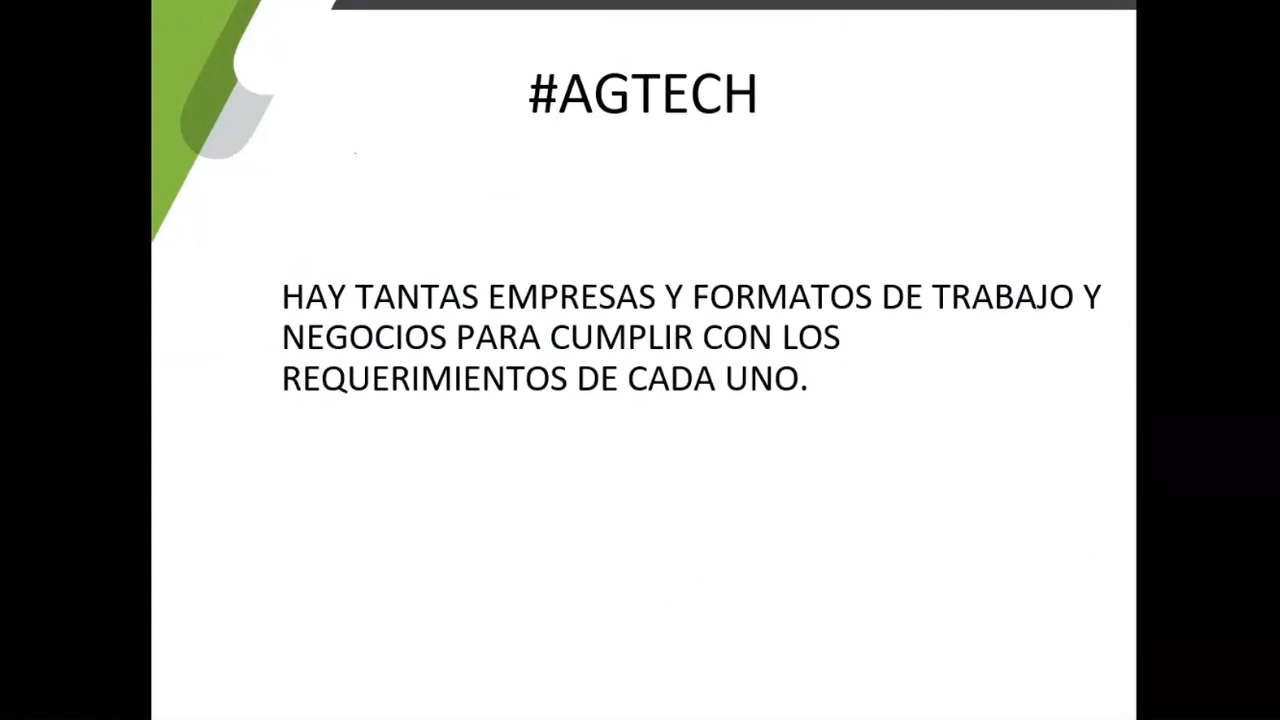 #AGTECH
HAY TANTAS EMPRESAS Y FORMATOS DE TRABAJO Y
NEGOCIOS PARA CUMPLIR CON LOS
REQUERIMIENTOS DE CADA UNO.